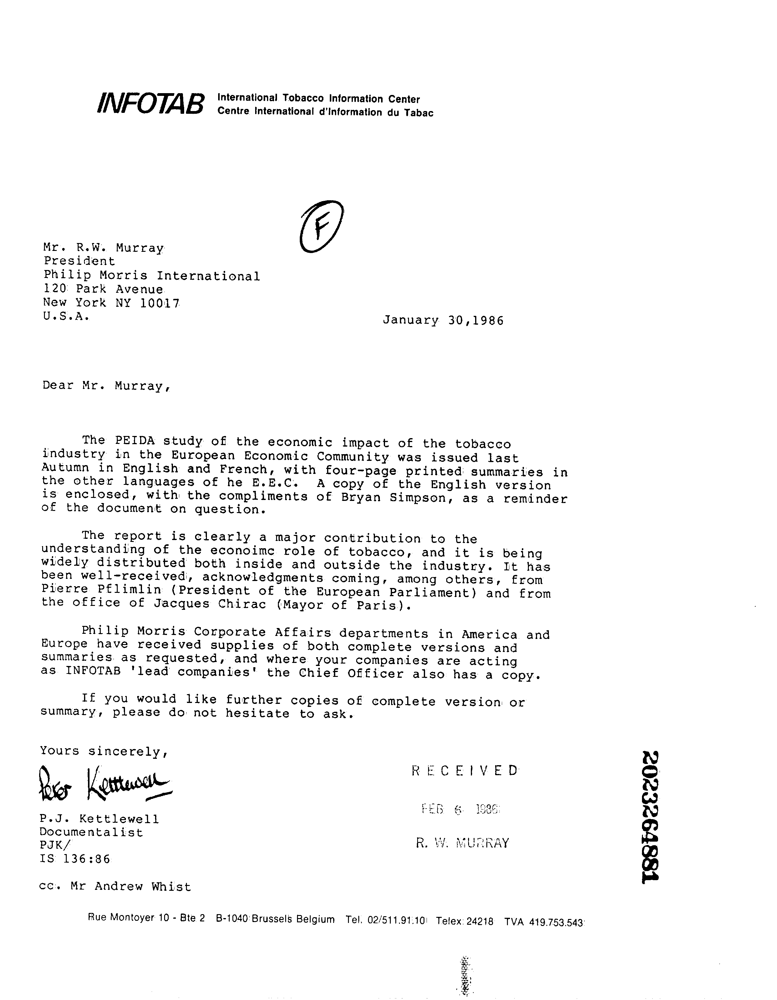 INFOTAB
International Tobacco Information Center
Centre International d'Information du Tabac
F
Mr. R.W. Murray
President
Philip Morris International
120 Park Avenue
New York NY 10017
U.S.A.
January 30,1986
Dear Mr. Murray,
The PEIDA study of the economic impact of the tobacco
industry in the European Economic Community was issued last
Autumn in English and French, with four-page printed summaries in
the other languages of he E.E.C. A copy of the English version
is enclosed, with the compliments of Bryan Simpson, as a reminder
of the document on question.
The report is clearly a major contribution to the
understanding of the econoimc role of tobacco, and it is being
widely distributed both inside and outside the industry. It has
been well-received, acknowledgments coming, among others, from
Pierre Pflimlin (President of the European Parliament) and from
the office of Jacques Chirac (Mayor of Paris).
Philip Morris Corporate Affairs departments in America and
Europe have received supplies of both complete versions and
summaries as requested, and where your companies are acting
as INFOTAB 'lead companies' the Chief Officer also has a copy.
If you would like further copies of complete version or
summary, please do not hesitate to ask.
Yours sincerely,
Peter Kettlewell
P.J. Kettlewell
Documentalist
PJK/
IS 136:86
cc. Mr Andrew Whist
RECEIVED
FEB 6 1986
R. W. MURRAY
2023264881
Rue Montoyer 10 - Bte 2 B-1040 Brussels Belgium Tel. 02/511.91.10 Telex 24218 TVA 419.753.543